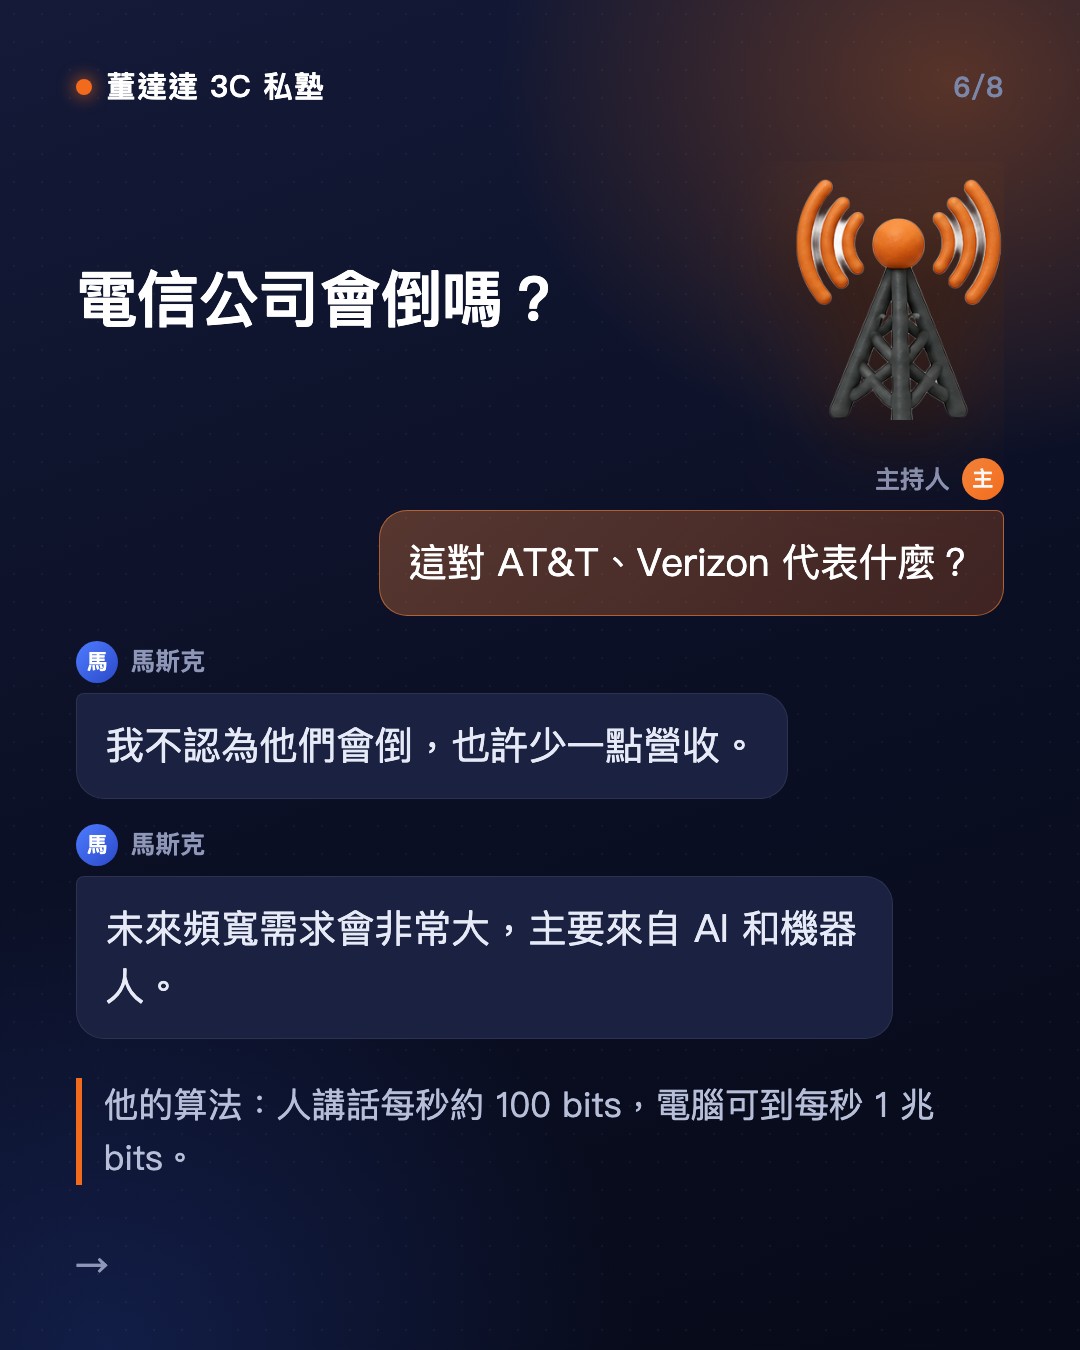 董達達 3C 私塾
6/8
電信公司會倒嗎？
主持人 主
這對 AT&T、Verizon 代表什麼？
馬 馬斯克
我不認為他們會倒，也許少一點營收。
馬 馬斯克
未來頻寬需求會非常大，主要來自 AI 和機器
人。
他的算法：人講話每秒約 100 bits，電腦可到每秒 1 兆
bits。
→